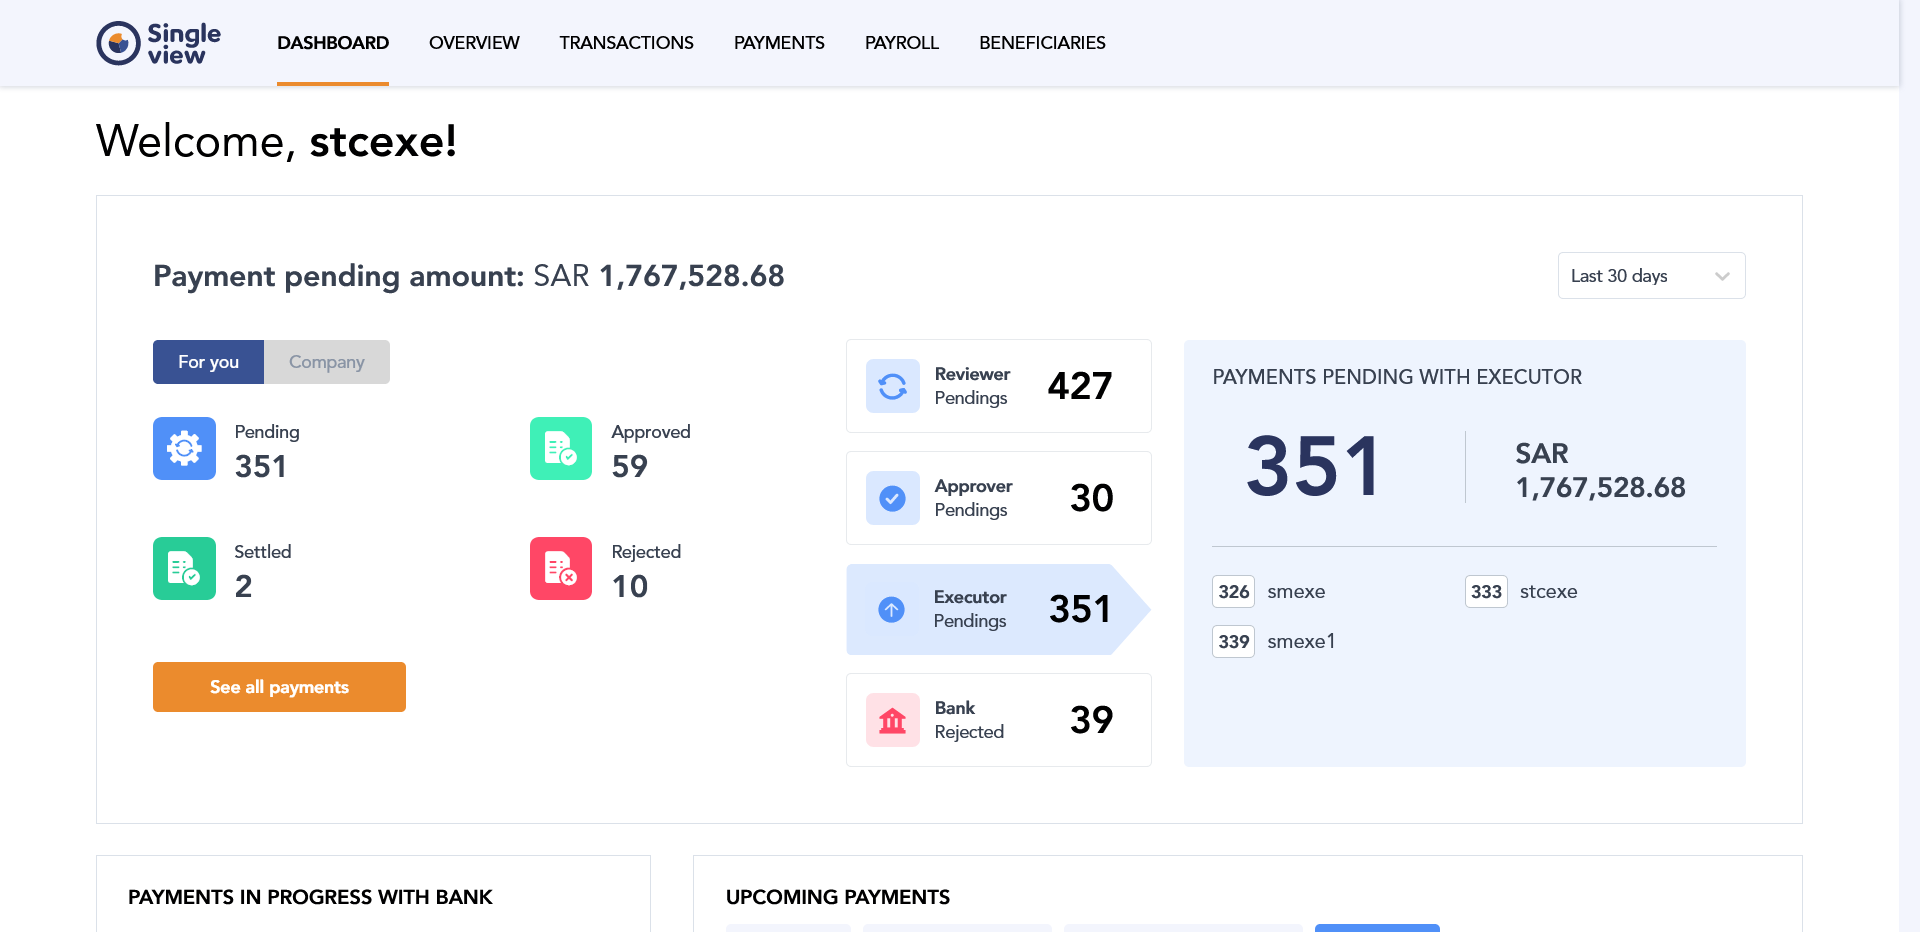 Single view
DASHBOARD OVERVIEW TRANSACTIONS PAYMENTS PAYROLL BENEFICIARIES
Welcome, stcexe!
Payment pending amount: SAR 1,767,528.68
Last 30 days
For you Company
Pending
351
Approved
59
Settled
2
Rejected
10
See all payments
Reviewer
Pendings
427
Approver
Pendings
30
Executor
Pendings
351
Bank
Rejected
39
PAYMENTS PENDING WITH EXECUTOR
351
SAR
1,767,528.68
326 smexe
333 stcexe
339 smexe1
PAYMENTS IN PROGRESS WITH BANK
UPCOMING PAYMENTS